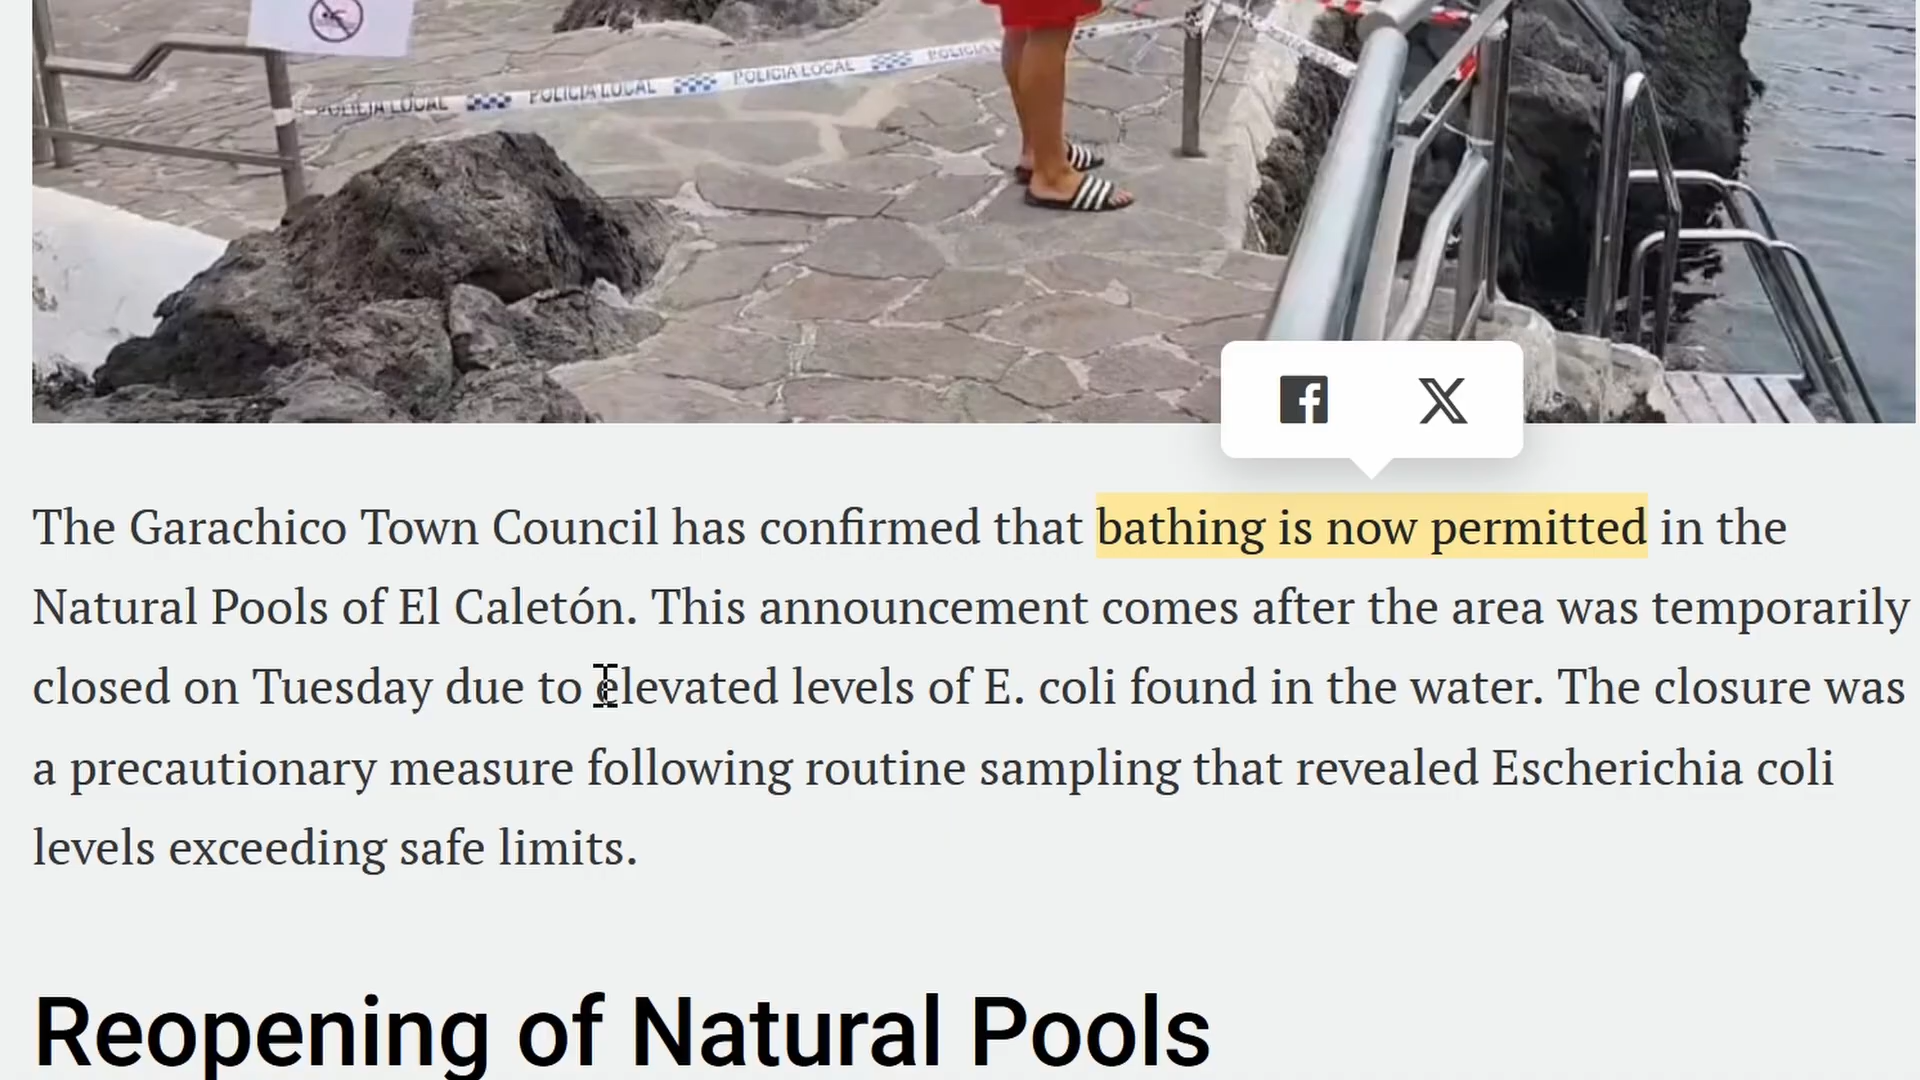 POLICIA LOCAL POLICIA LOCAL POLICIA LOCAL POLICIA L
The Garachico Town Council has confirmed that bathing is now permitted in the
Natural Pools of El Caletón. This announcement comes after the area was temporarily
closed on Tuesday due to elevated levels of E. coli found in the water. The closure was
a precautionary measure following routine sampling that revealed Escherichia coli
levels exceeding safe limits.
Reopening of Natural Pools